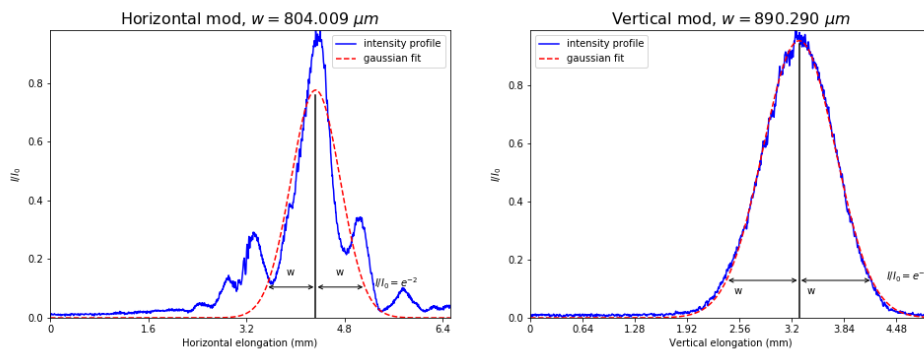 Horizontal mod, w = 804.009 μm
intensity profile
gaussian fit
I/I₀
0.8
0.6
0.4
0.2
0.0
w
w
I/I₀ = e⁻²
0
1.6
3.2
4.8
6.4
Horizontal elongation (mm)
Vertical mod, w = 890.290 μm
intensity profile
gaussian fit
I/I₀
0.8
0.6
0.4
0.2
0.0
w
w
I/I₀ = e⁻
0
0.64
1.28
1.92
2.56
3.2
3.84
4.48
Vertical elongation (mm)